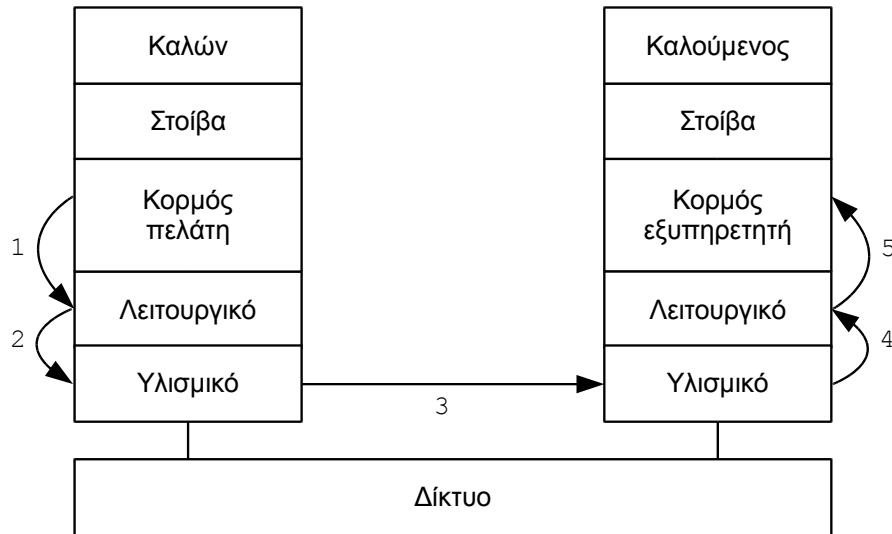 Καλών
Στοίβα
Κορμός
πελάτη
Λειτουργικό
Υλισμικό
1
2
3
Καλούμενος
Στοίβα
Κορμός
εξυπηρετητή
Λειτουργικό
Υλισμικό
5
4
Δίκτυο